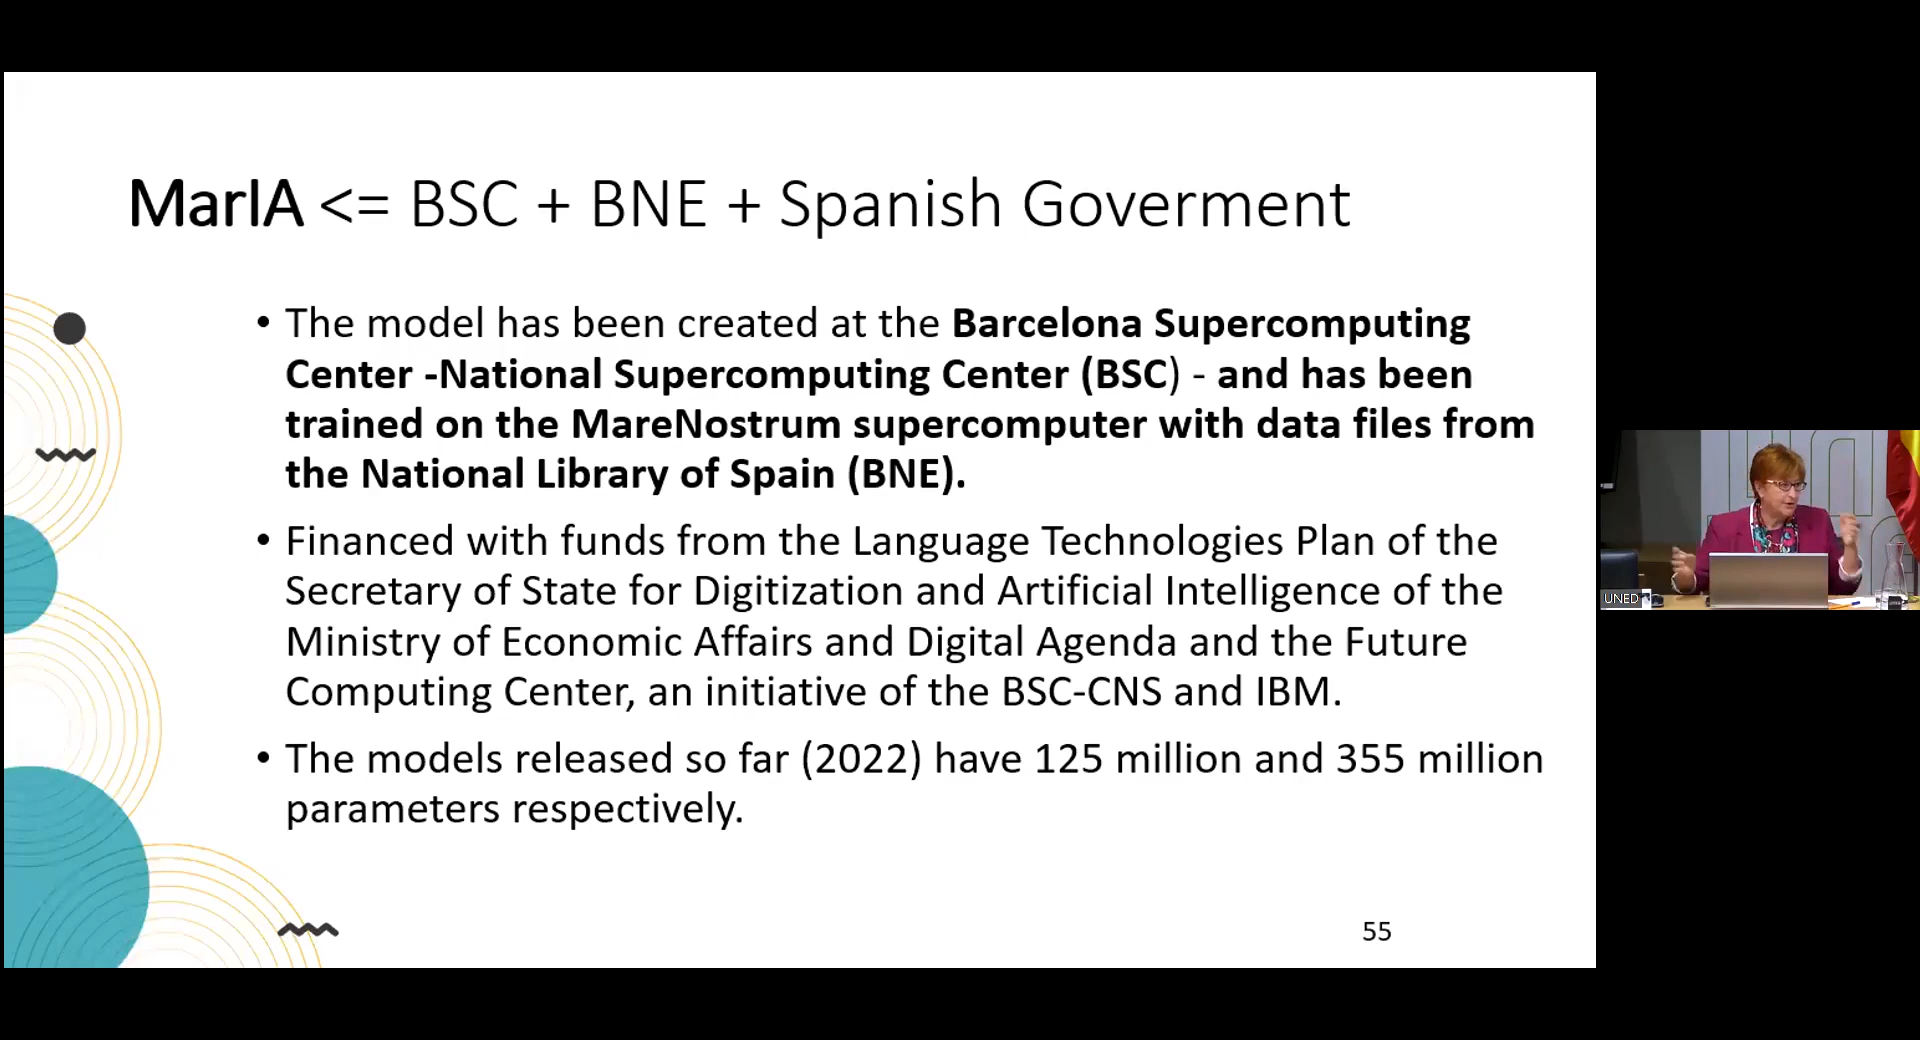 MarIA <= BSC + BNE + Spanish Goverment
• The model has been created at the Barcelona Supercomputing
Center -National Supercomputing Center (BSC) - and has been
trained on the MareNostrum supercomputer with data files from
the National Library of Spain (BNE).
• Financed with funds from the Language Technologies Plan of the
Secretary of State for Digitization and Artificial Intelligence of the
Ministry of Economic Affairs and Digital Agenda and the Future
Computing Center, an initiative of the BSC-CNS and IBM.
• The models released so far (2022) have 125 million and 355 million
parameters respectively.
55
UNED